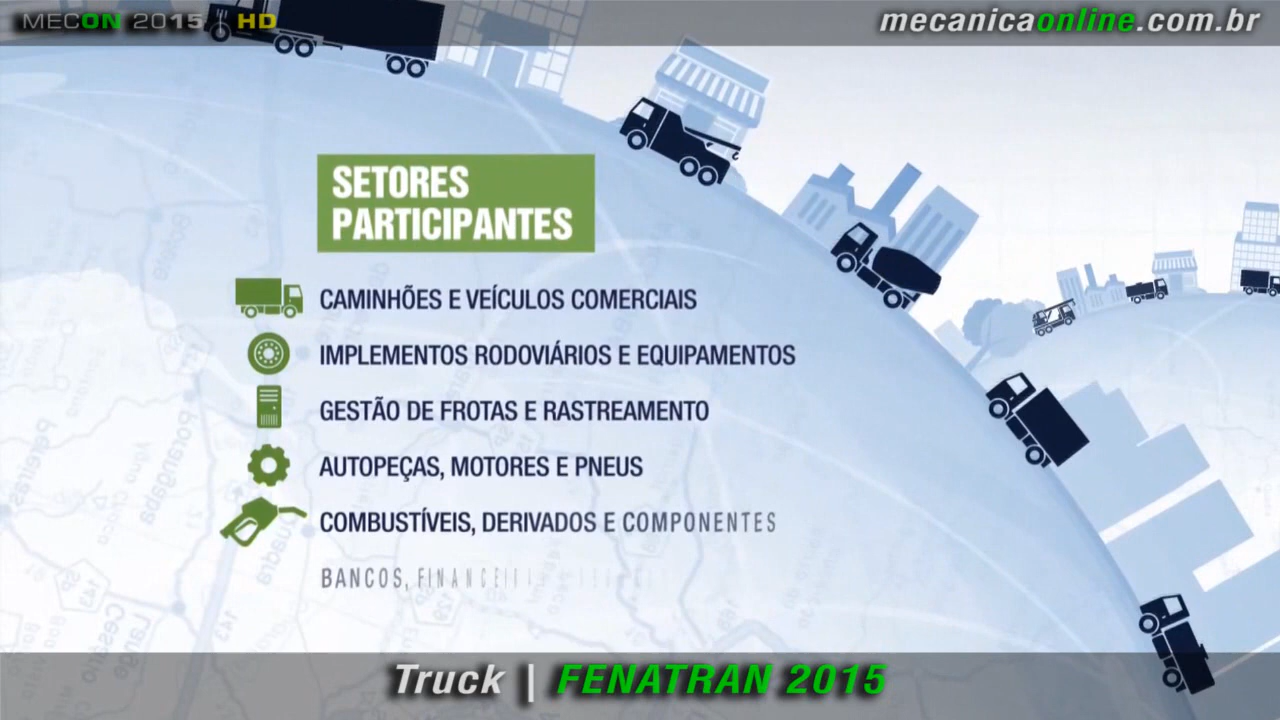 MECON 2015 HD
mecanicaonline.com.br
SETORES
PARTICIPANTES
CAMINHÕES E VEÍCULOS COMERCIAIS
IMPLEMENTOS RODOVIÁRIOS E EQUIPAMENTOS
GESTÃO DE FROTAS E RASTREAMENTO
AUTOPEÇAS, MOTORES E PNEUS
COMBUSTÍVEIS, DERIVADOS E COMPONENTES
BANCOS,
Truck | FENATRAN 2015